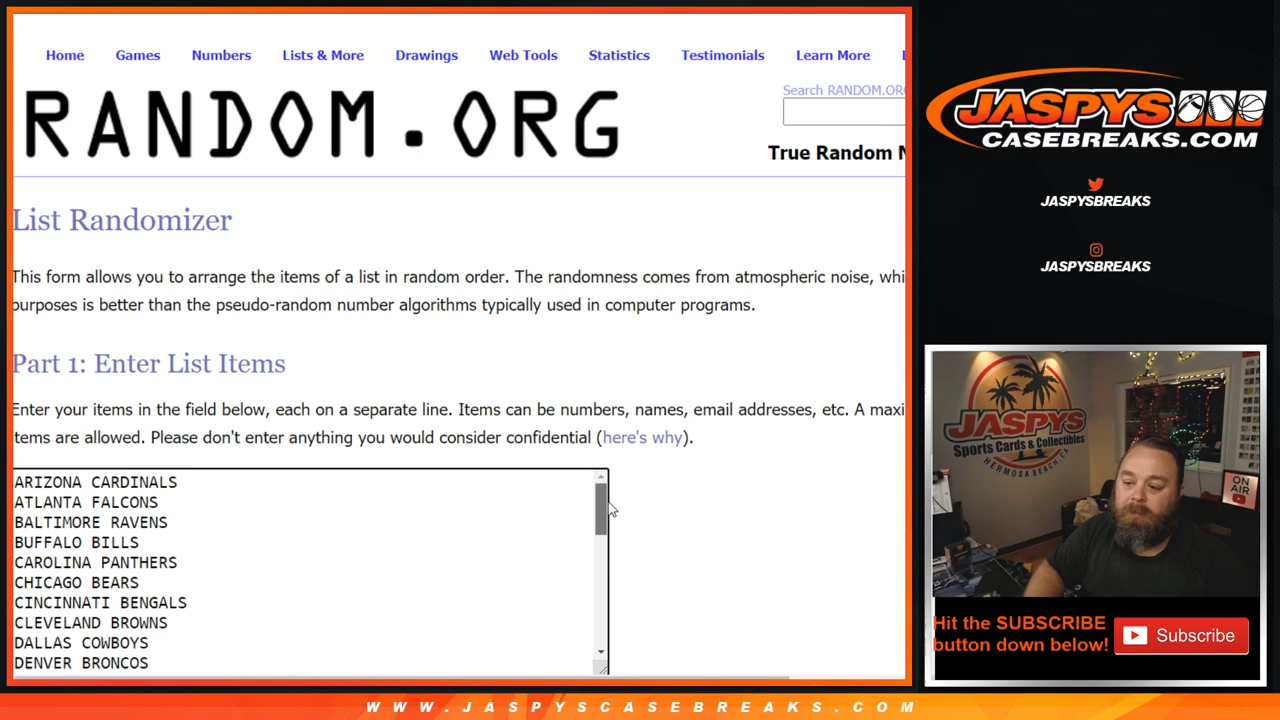 Home Games Numbers Lists & More Drawings Web Tools Statistics Testimonials Learn More
RANDOM.ORG
Search RANDOM.OR
True Random N
List Randomizer
This form allows you to arrange the items of a list in random order. The randomness comes from atmospheric noise, whi
purposes is better than the pseudo-random number algorithms typically used in computer programs.
Part 1: Enter List Items
Enter your items in the field below, each on a separate line. Items can be numbers, names, email addresses, etc. A maxi
items are allowed. Please don't enter anything you would consider confidential (here's why).
ARIZONA CARDINALS
ATLANTA FALCONS
BALTIMORE RAVENS
BUFFALO BILLS
CAROLINA PANTHERS
CHICAGO BEARS
CINCINNATI BENGALS
CLEVELAND BROWNS
DALLAS COWBOYS
DENVER BRONCOS
JASPYS
CASEBREAKS.COM
JASPYSBREAKS
JASPYSBREAKS
JASPYS
Sports Cards & Collectibles
HERMOSA BEACH, CA
ON
AIR
Hit the SUBSCRIBE
button down below!
Subscribe
WWW.JASPYSCASEBREAKS.COM